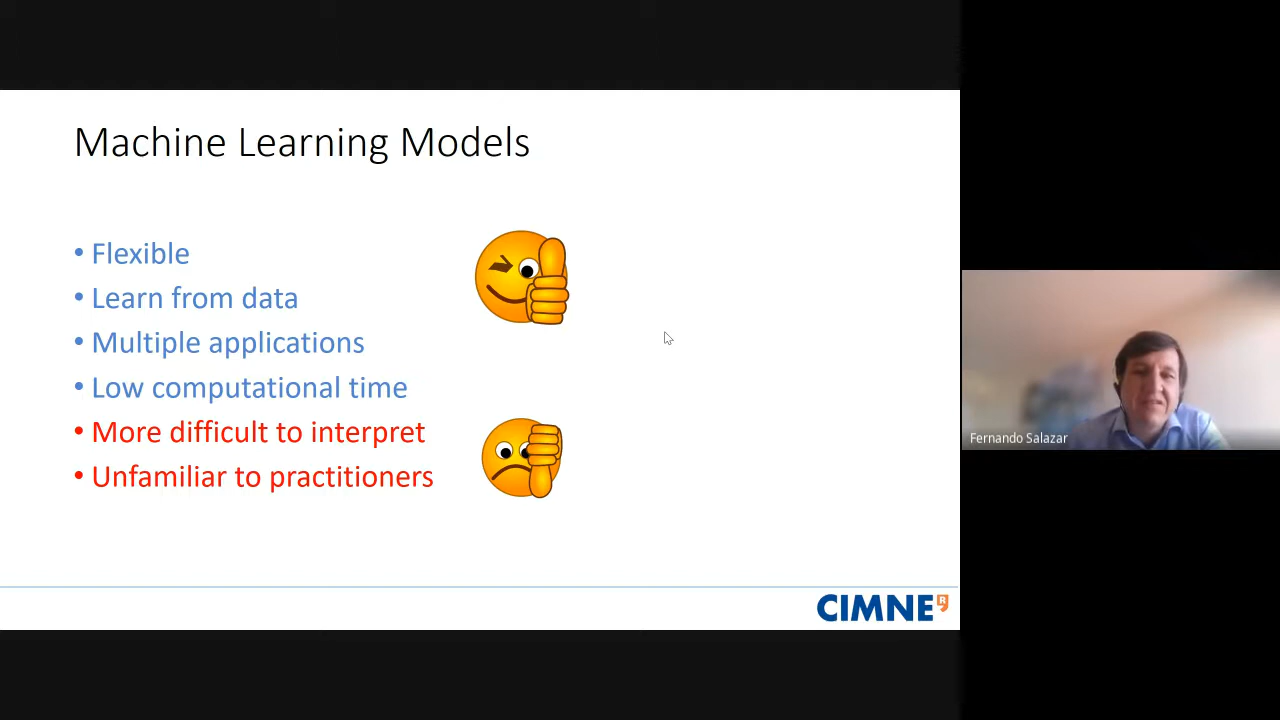 Machine Learning Models
• Flexible
• Learn from data
• Multiple applications
• Low computational time
• More difficult to interpret
• Unfamiliar to practitioners
CIMNE R
Fernando Salazar